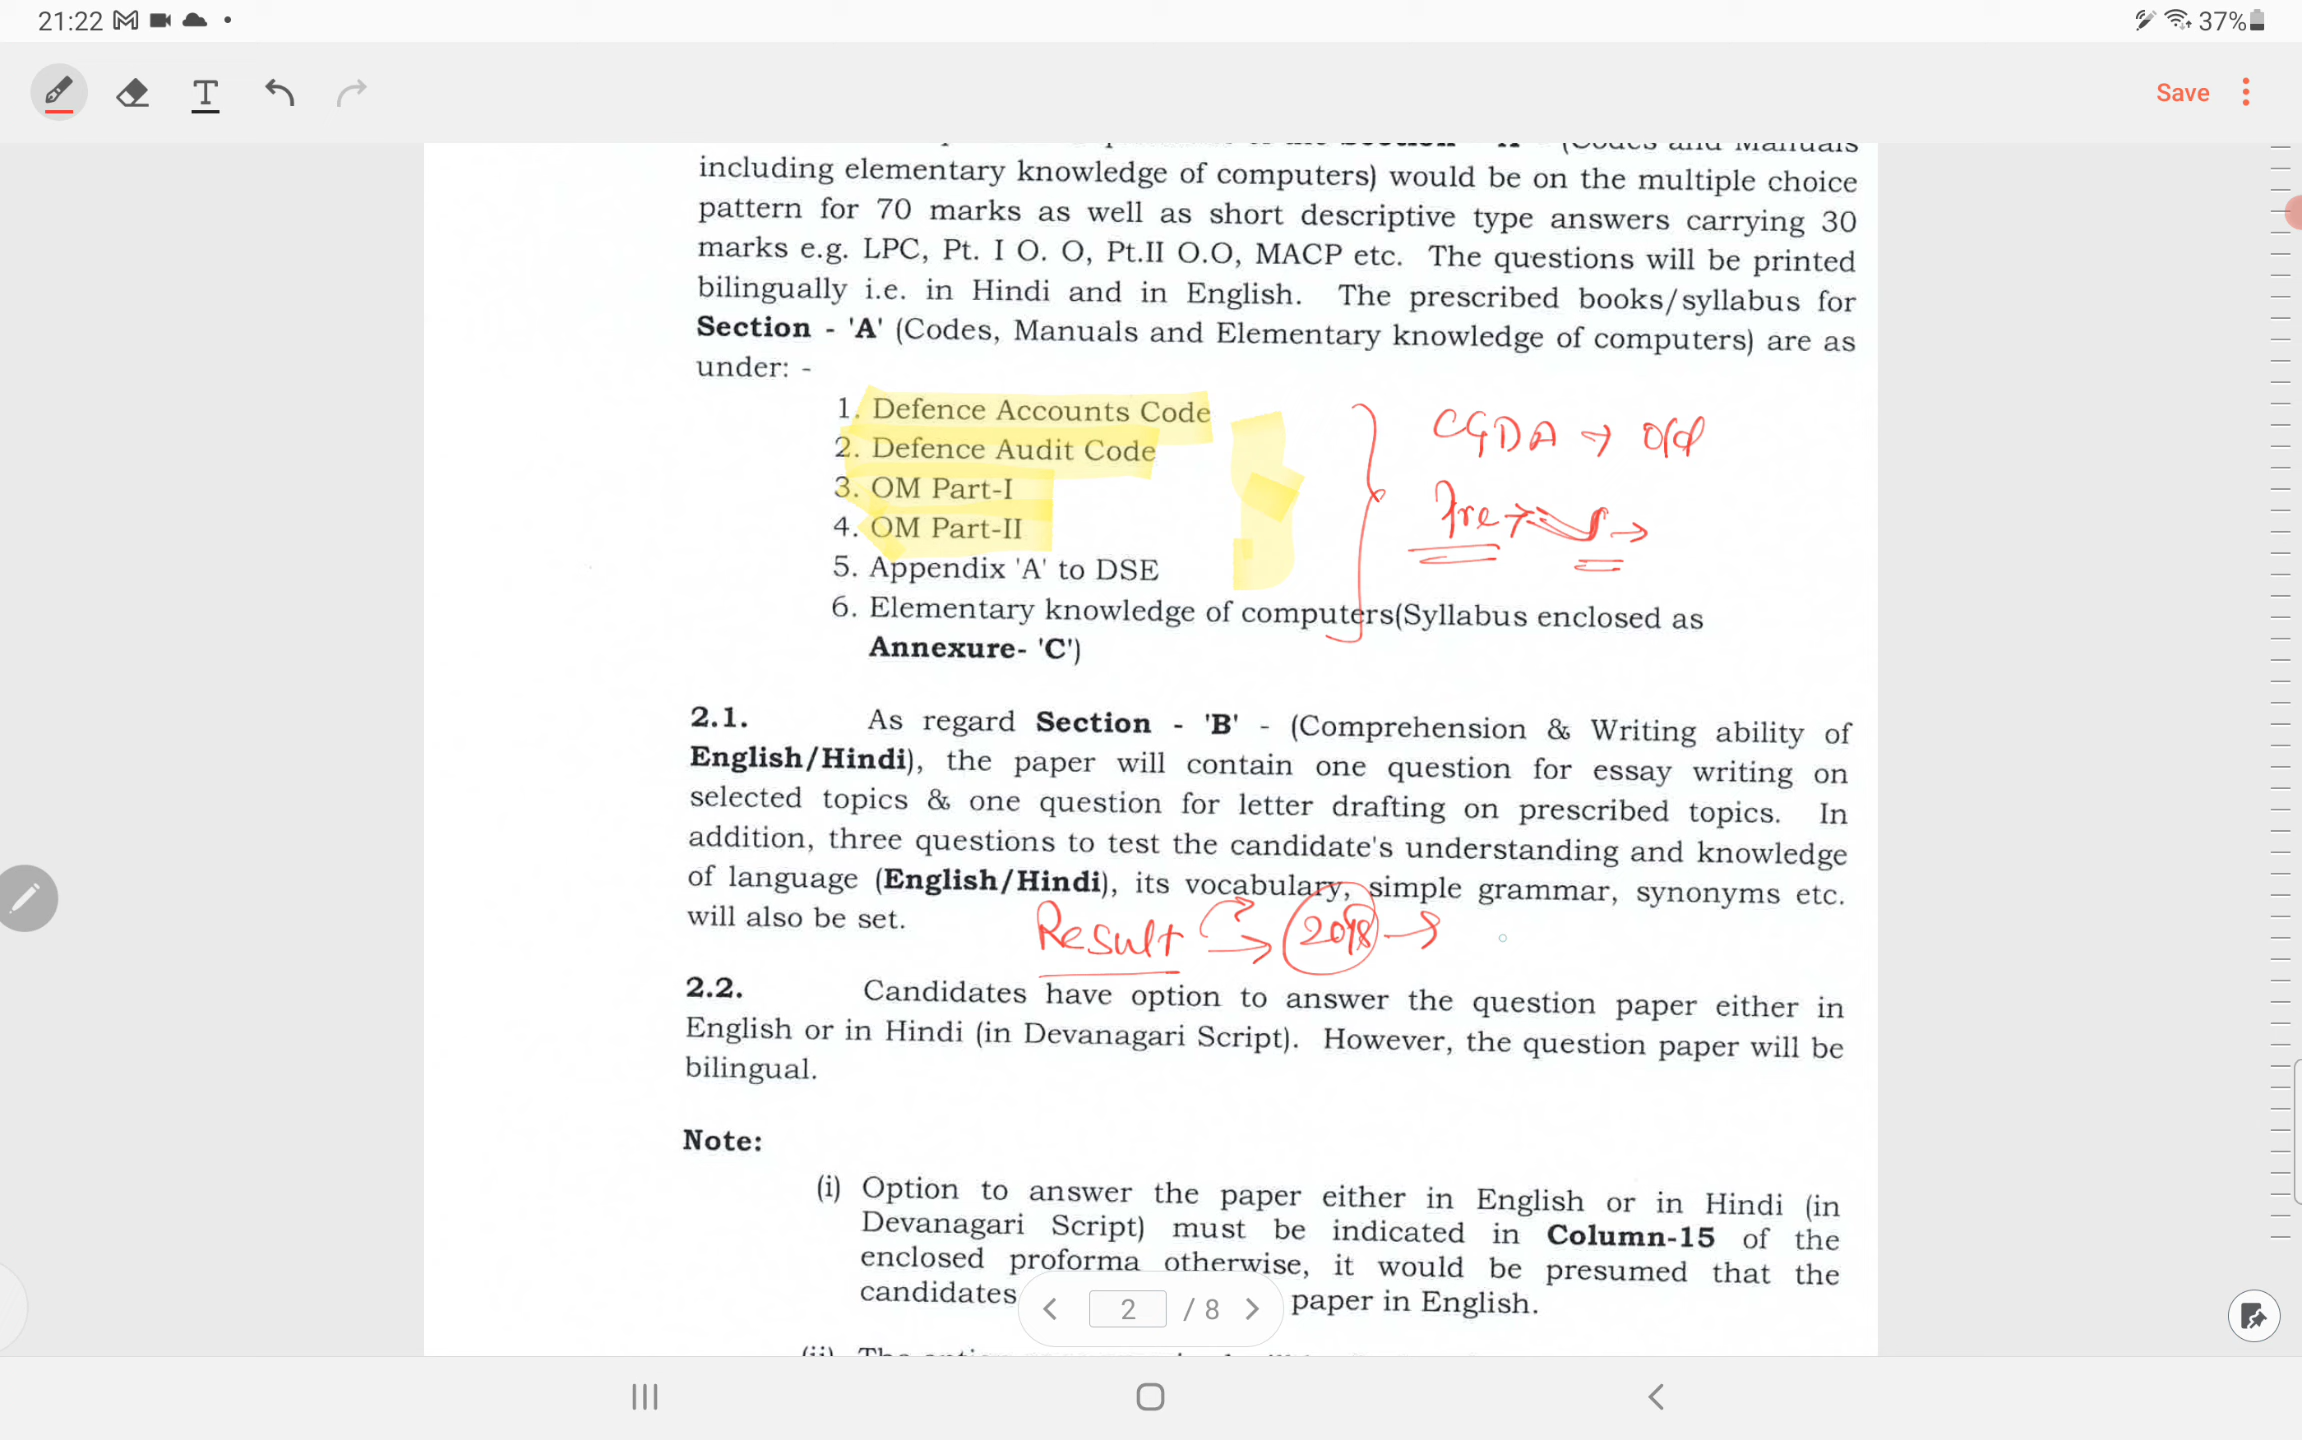 21:22
37%
Save
(Codes and Manuals
including elementary knowledge of computers) would be on the multiple choice
pattern for 70 marks as well as short descriptive type answers carrying 30
marks e.g. LPC, Pt. I O. O, Pt.II O.O, MACP etc. The questions will be printed
bilingually i.e. in Hindi and in English. The prescribed books/syllabus for
Section - 'A' (Codes, Manuals and Elementary knowledge of computers) are as
under: -
1. Defence Accounts Code
2. Defence Audit Code
3. OM Part-I
4. OM Part-II
5. Appendix 'A' to DSE
6. Elementary knowledge of computers(Syllabus enclosed as
Annexure- 'C')
CGDA →
2.1. As regard Section - 'B' - (Comprehension & Writing ability of
English/Hindi), the paper will contain one question for essay writing on
selected topics & one question for letter drafting on prescribed topics. In
addition, three questions to test the candidate's understanding and knowledge
of language (English/Hindi), its vocabulary, simple grammar, synonyms etc.
will also be set.
Result →
2.2. Candidates have option to answer the question paper either in
English or in Hindi (in Devanagari Script). However, the question paper will be
bilingual.
Note:
(i) Option to answer the paper either in English or in Hindi (in
Devanagari Script) must be indicated in Column-15 of the
enclosed proforma otherwise, it would be presumed that the
candidates paper in English.
2 / 8